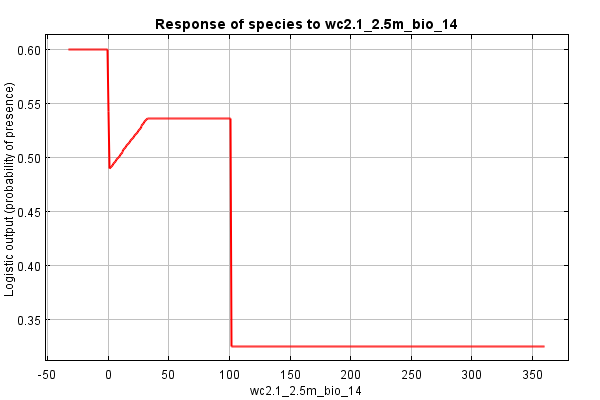 Response of species to wc2.1_2.5m_bio_14
Logistic output (probability of presence)
0.60
0.55
0.50
0.45
0.40
0.35
-50 0 50 100 150 200 250 300 350
wc2.1_2.5m_bio_14